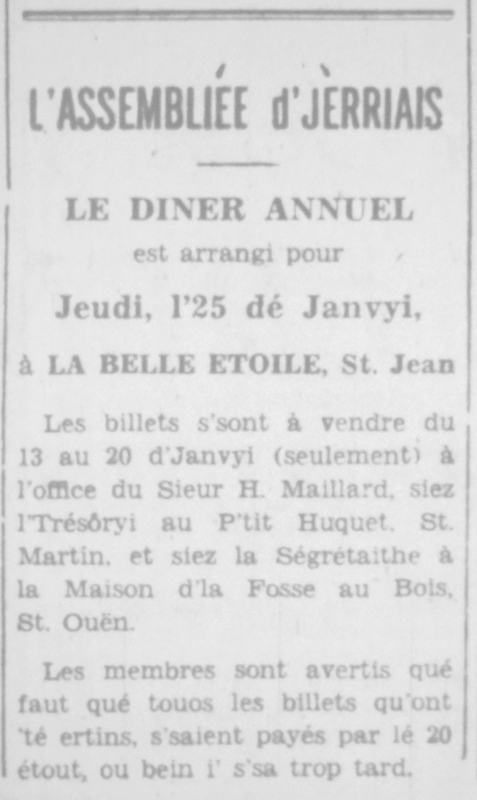 L'ASSEMBLIÉE d'JÈRRIAIS
LE DINER ANNUEL
est arrangi pour
Jeudi, l'25 dé Janvyi,
à LA BELLE ETOILE, St. Jean
Les billets s'sont à vendre du
13 au 20 d'Janvyi (seulement) à
l'office du Sieur H. Maillard, siez
l'Trésôryi au P'tit Huquet, St.
Martin, et siez la Ségrétaithe à
la Maison d'la Fosse au Bois,
St. Ouën.
Les membres sont avertis qué
faut qué touos les billets qu'ont
'té ertins, s'saient payés par lé 20
étout, ou bein i' s'sa trop tard.